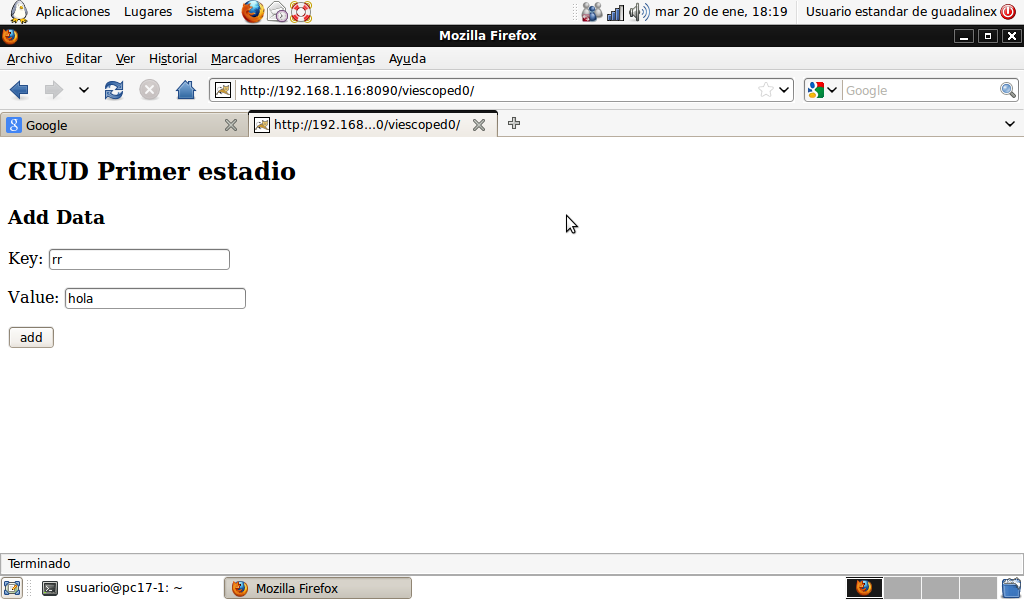 Aplicaciones Lugares Sistema mar 20 de ene, 18:19 Usuario estandar de guadalinex
Mozilla Firefox
Archivo Editar Ver Historial Marcadores Herramientas Ayuda
http://192.168.1.16:8090/viescoped0/ Google
Google http://192.168...0/viescoped0/
CRUD Primer estadio
Add Data
Key: rr
Value: hola
add
Terminado
usuario@pc17-1: ~ Mozilla Firefox